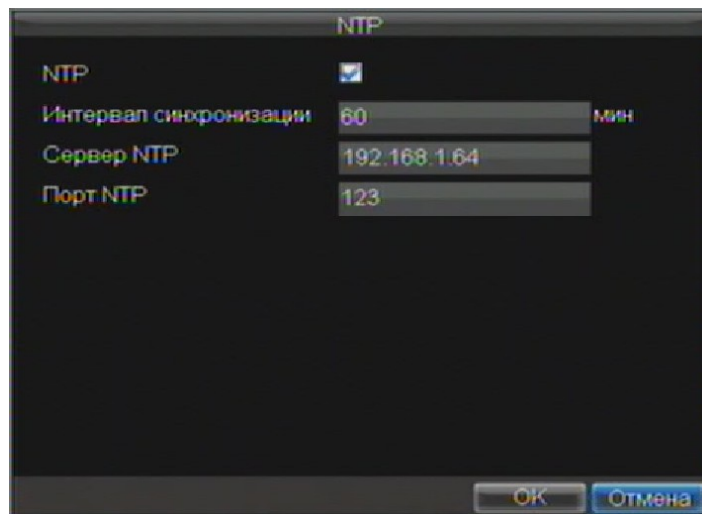 NTP
NTP
Интервал синхронизации 60 мин
Сервер NTP 192.168.1.64
Порт NTP 123
OK Отмена